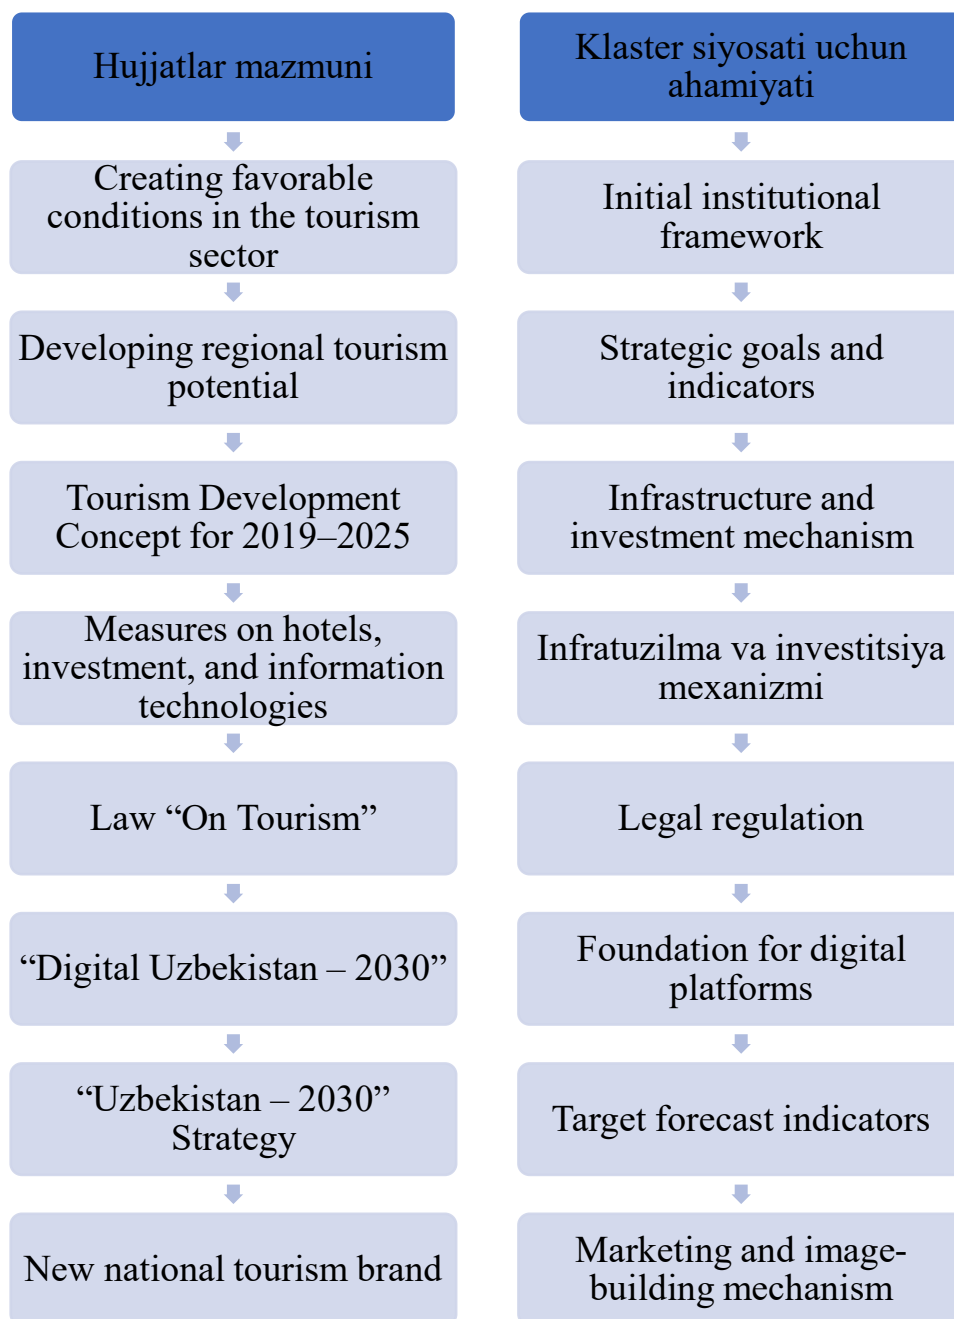 Hujjatlar mazmuni
Creating favorable
conditions in the tourism
sector
Developing regional tourism
potential
Tourism Development
Concept for 2019–2025
Measures on hotels,
investment, and information
technologies
Law “On Tourism”
“Digital Uzbekistan – 2030”
“Uzbekistan – 2030”
Strategy
New national tourism brand
Klaster siyosati uchun
ahamiyati
Initial institutional
framework
Strategic goals and
indicators
Infrastructure and
investment mechanism
Infratuzilma va investitsiya
mexanizmi
Legal regulation
Foundation for digital
platforms
Target forecast indicators
Marketing and image-
building mechanism